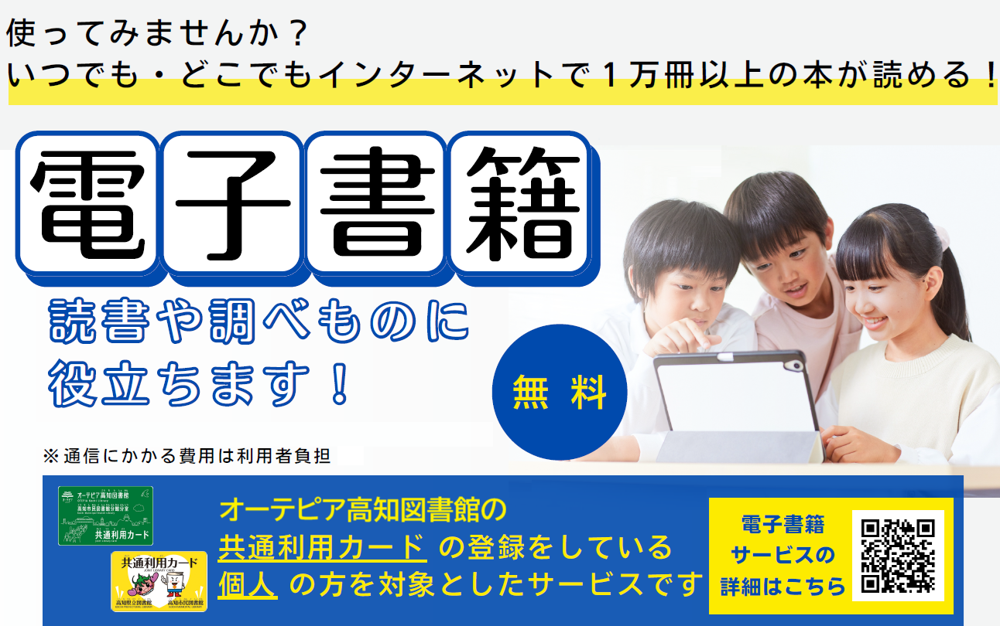 使ってみませんか？
いつでも・どこでもインターネットで１万冊以上の本が読める！
電子書籍
読書や調べものに
役立ちます！
無料
※通信にかかる費用は利用者負担
オーテピア高知図書館
高知市民図書館分館分室
共通利用カード
共通利用カード
JOINT LIBRARY CARD
高知県立図書館
高知市民図書館
オーテピア高知図書館の
共通利用カード の登録をしている
個人 の方を対象としたサービスです
電子書籍
サービスの
詳細はこちら